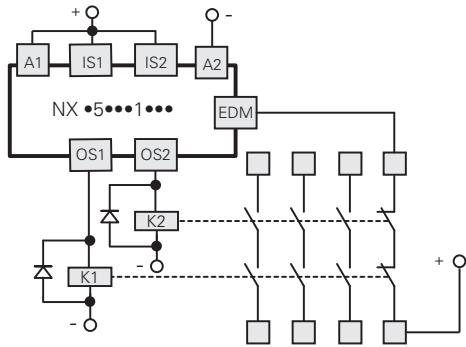 + -
A1 IS1 IS2 A2
NX •5•••1•••
EDM
OS1 OS2
K2
- +
K1
-